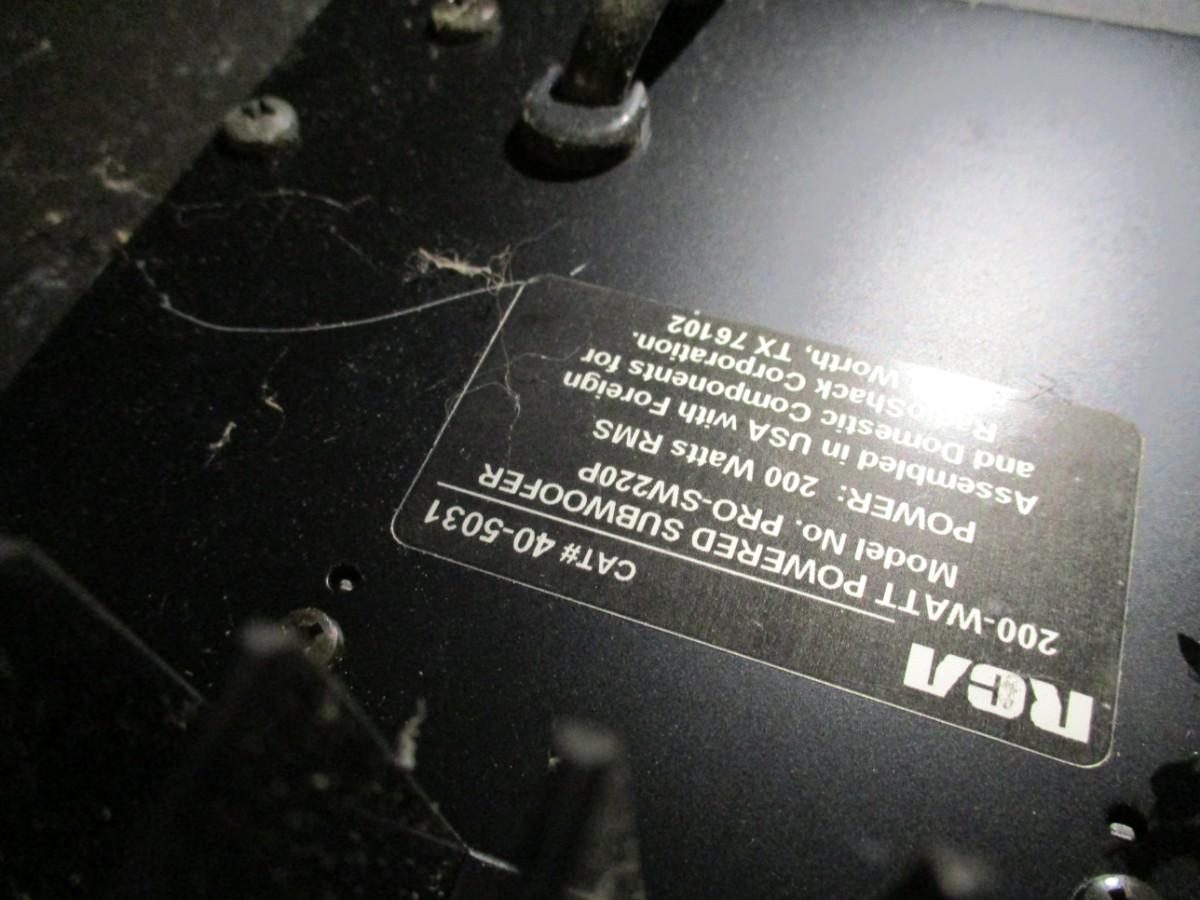 RCA
CAT# 40-5031
200-WATT POWERED SUBWOOFER
Model No. PRO-SW220P
POWER: 200 Watts RMS
Assembled in USA with Foreign
and Domestic Components for
RadioShack Corporation.
Worth, TX 76102